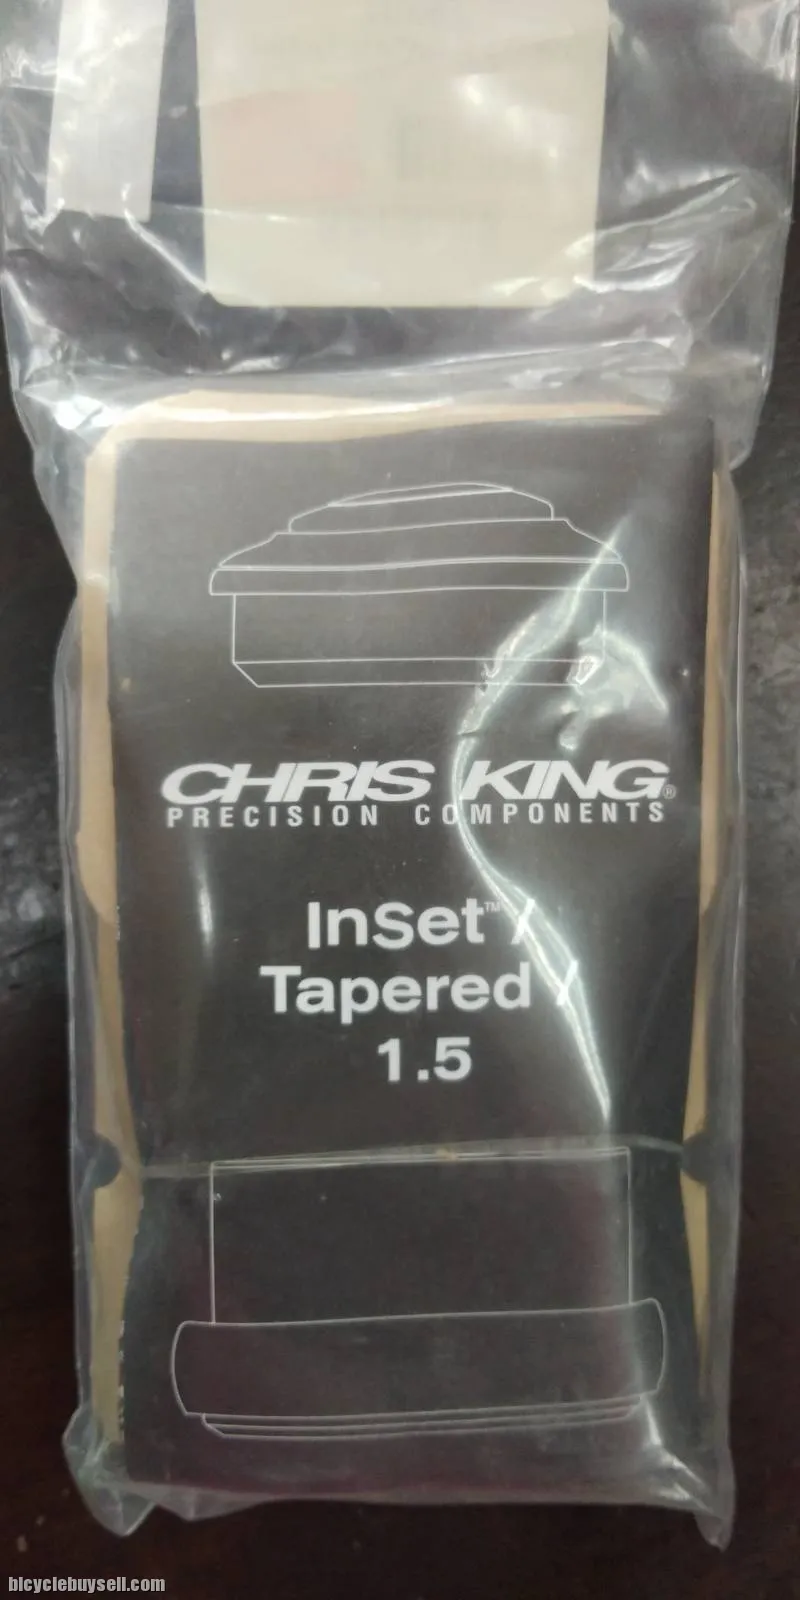 CHRIS KING®
PRECISION COMPONENTS
InSet™ /
Tapered /
1.5
bicyclebuysell.com